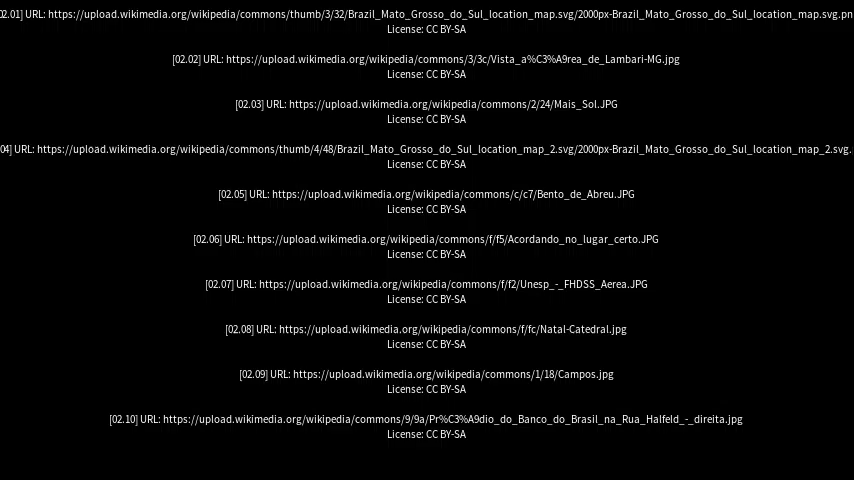 02.01] URL: https://upload.wikimedia.org/wikipedia/commons/thumb/3/32/Brazil_Mato_Grosso_do_Sul_location_map.svg/2000px-Brazil_Mato_Grosso_do_Sul_location_map.svg.pn
License: CC BY-SA
[02.02] URL: https://upload.wikimedia.org/wikipedia/commons/3/3c/Vista_a%C3%A9rea_de_Lambari-MG.jpg
License: CC BY-SA
[02.03] URL: https://upload.wikimedia.org/wikipedia/commons/2/24/Mais_Sol.JPG
License: CC BY-SA
04] URL: https://upload.wikimedia.org/wikipedia/commons/thumb/4/48/Brazil_Mato_Grosso_do_Sul_location_map_2.svg/2000px-Brazil_Mato_Grosso_do_Sul_location_map_2.svg.
License: CC BY-SA
[02.05] URL: https://upload.wikimedia.org/wikipedia/commons/c/c7/Bento_de_Abreu.JPG
License: CC BY-SA
[02.06] URL: https://upload.wikimedia.org/wikipedia/commons/f/f5/Acordando_no_lugar_certo.JPG
License: CC BY-SA
[02.07] URL: https://upload.wikimedia.org/wikipedia/commons/f/f2/Unesp_-_FHDSS_Aerea.JPG
License: CC BY-SA
[02.08] URL: https://upload.wikimedia.org/wikipedia/commons/f/fc/Natal-Catedral.jpg
License: CC BY-SA
[02.09] URL: https://upload.wikimedia.org/wikipedia/commons/1/18/Campos.jpg
License: CC BY-SA
[02.10] URL: https://upload.wikimedia.org/wikipedia/commons/9/9a/Pr%C3%A9dio_do_Banco_do_Brasil_na_Rua_Halfeld_-_direita.jpg
License: CC BY-SA